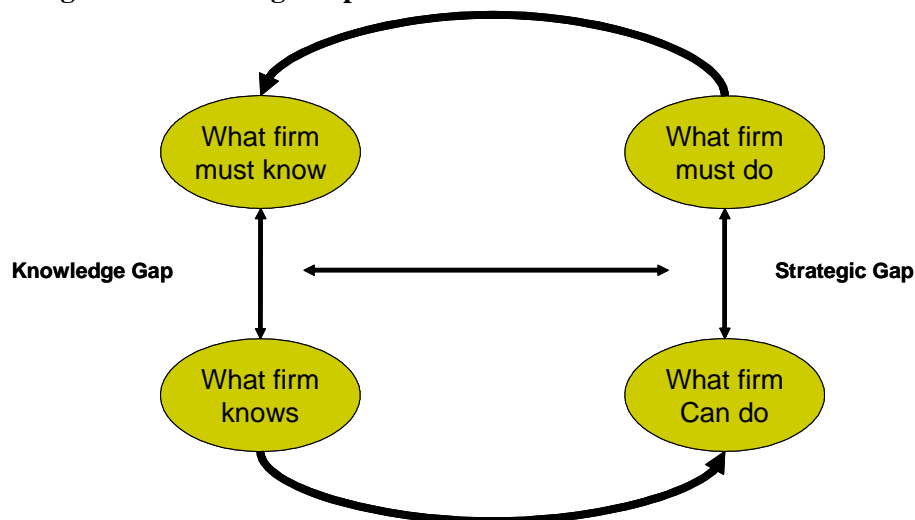 What firm
must know
What firm
must do
Knowledge Gap
Strategic Gap
What firm
knows
What firm
Can do